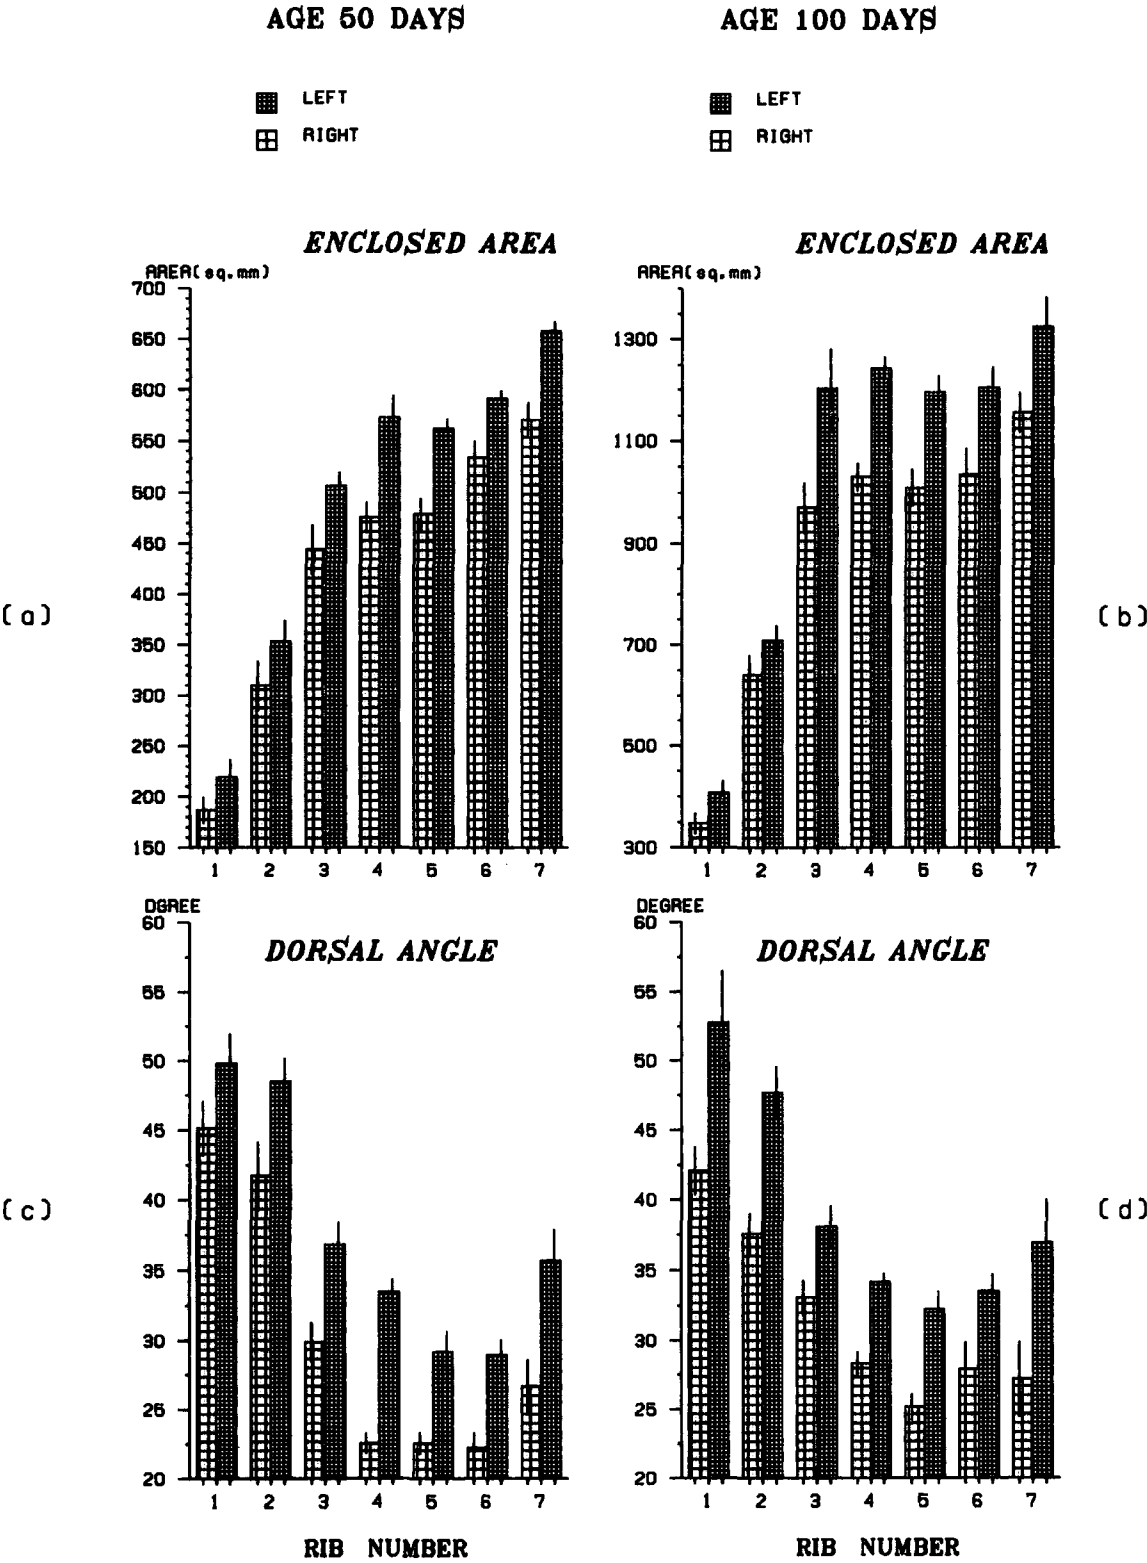 AGE 50 DAYS
LEFT
RIGHT
AGE 100 DAYS
LEFT
RIGHT
(a)
ENCLOSED AREA
AREA(sq.mm)
700
650
600
550
500
450
400
350
300
250
200
150
1 2 3 4 5 6 7
ENCLOSED AREA
AREA(sq.mm)
1300
1100
900
700
500
300
1 2 3 4 5 6 7
(b)
(c)
DGREE
DORSAL ANGLE
60
55
50
45
40
35
30
25
20
1 2 3 4 5 6 7
RIB NUMBER
DEGREE
DORSAL ANGLE
60
55
50
45
40
35
30
25
20
1 2 3 4 5 6 7
RIB NUMBER
(d)